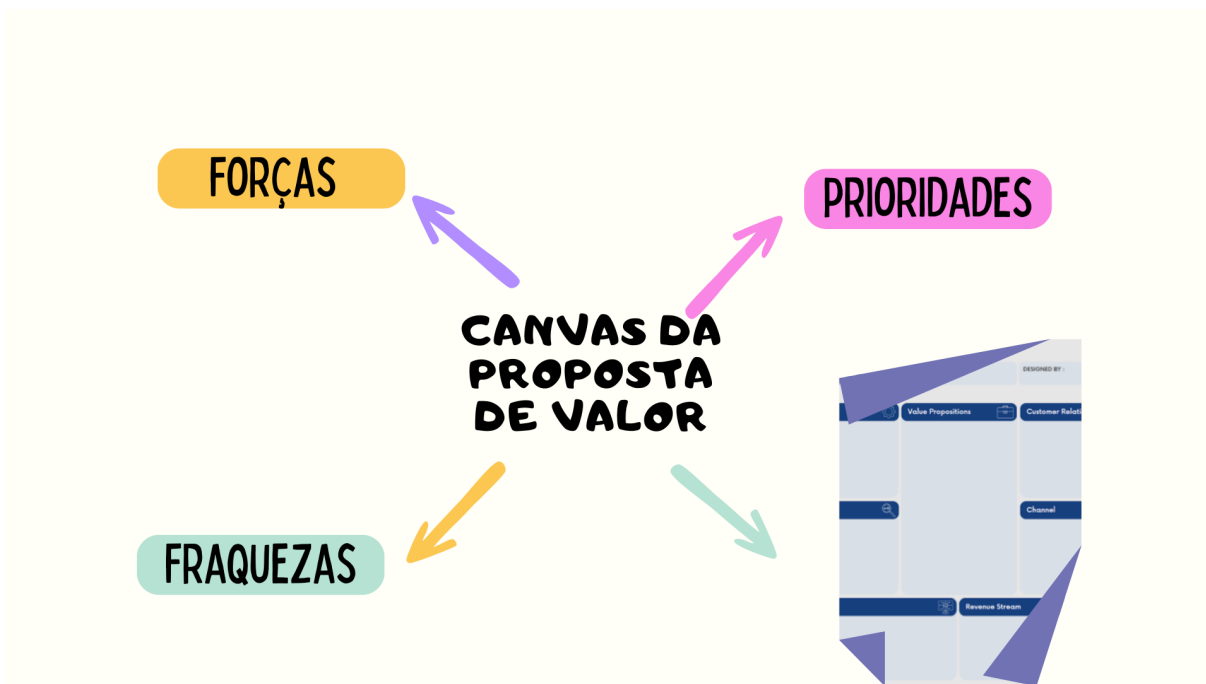 FORÇAS
PRIORIDADES
CANVAS DA
PROPOSTA
DE VALOR
FRAQUEZAS
DESIGNED BY :
Value Propositions
Customer Relati
Channel
Revenue Stream